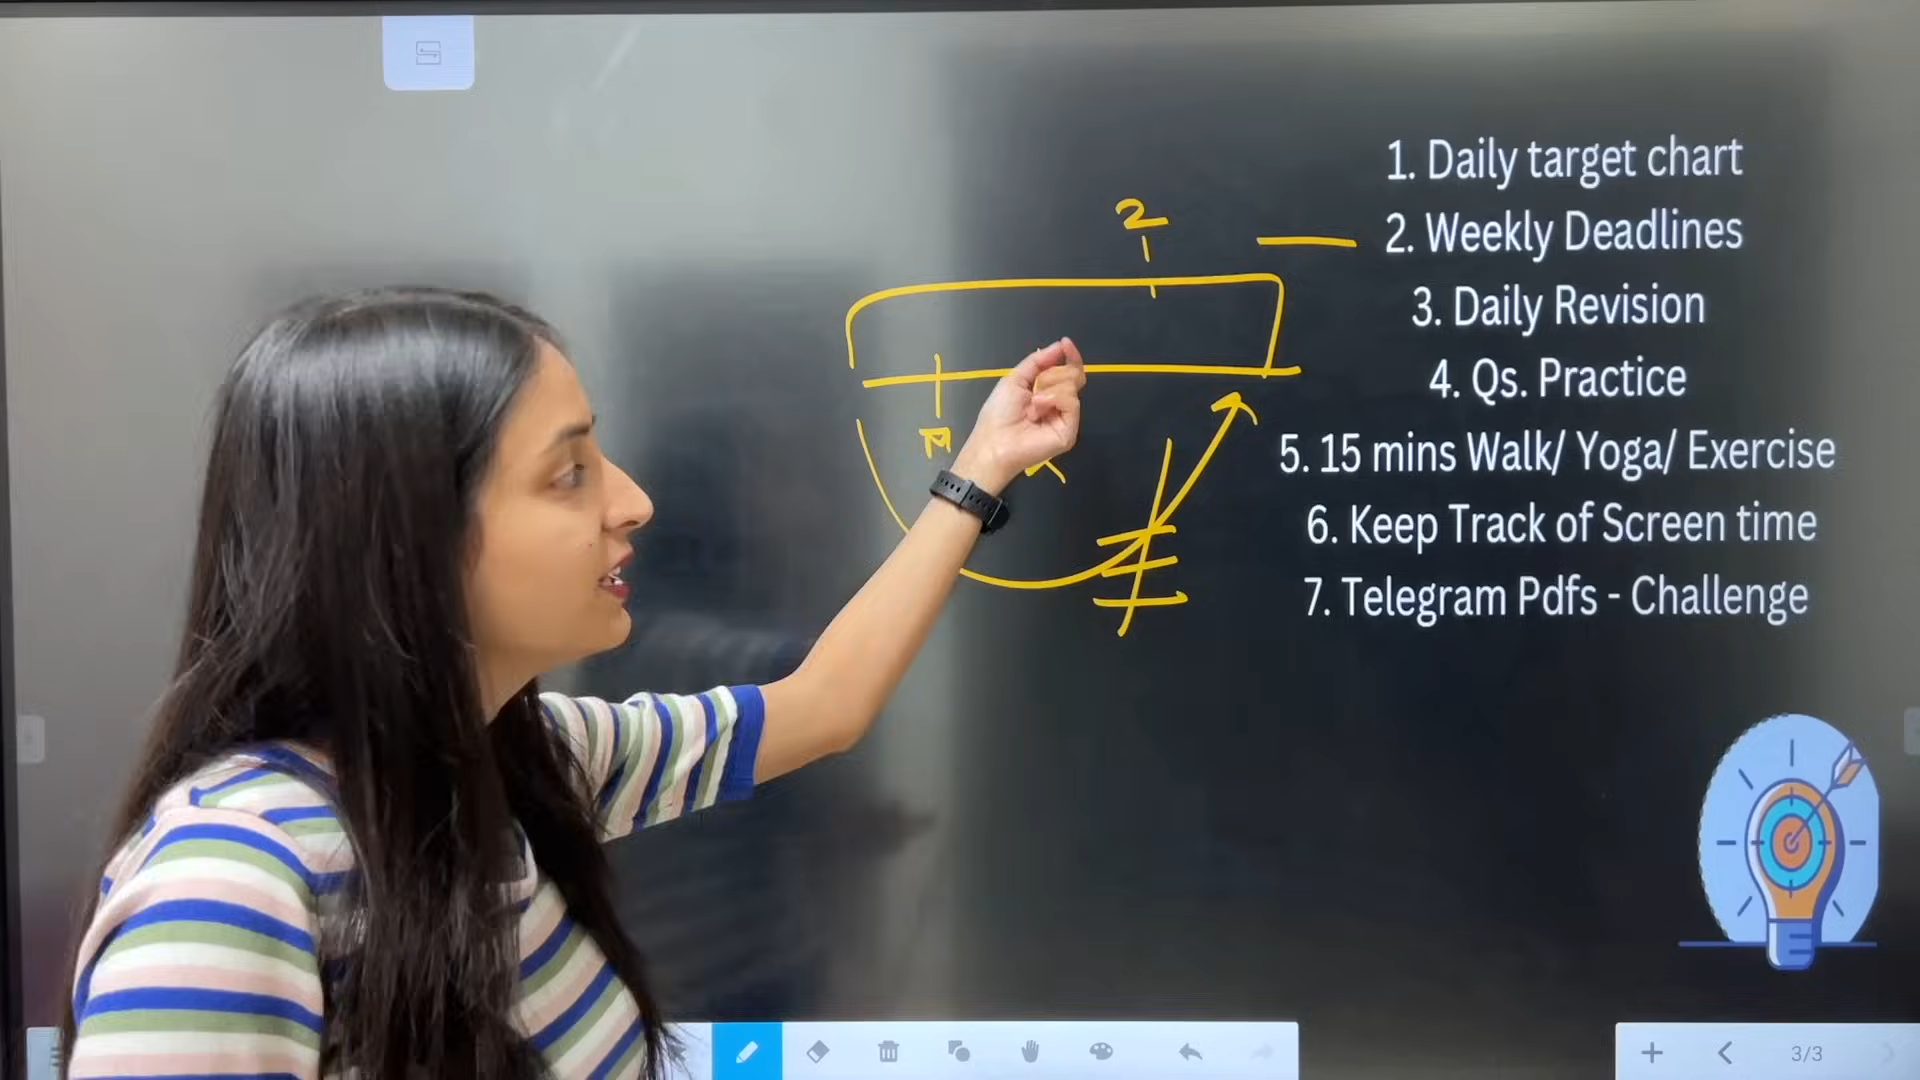 2
M
1. Daily target chart
2. Weekly Deadlines
3. Daily Revision
4. Qs. Practice
5. 15 mins Walk/ Yoga/ Exercise
6. Keep Track of Screen time
7. Telegram Pdfs - Challenge
3/3